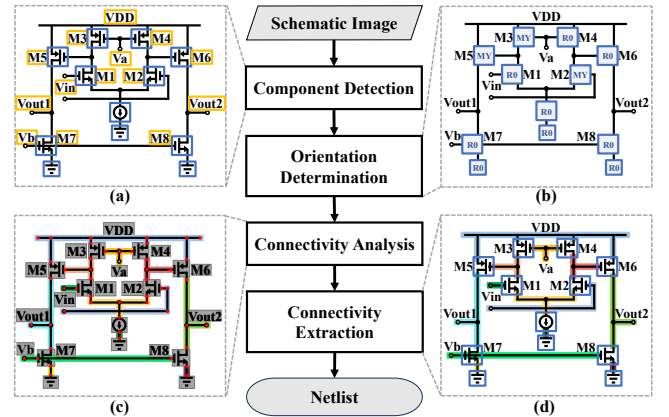 VDD
M3
M4
M5
M6
Va
M1
M2
Vin
Vout1
Vout2
Vb
M7
M8
(a)
Schematic Image
Component Detection
Orientation
Determination
Connectivity Analysis
Connectivity
Extraction
Netlist
VDD
M3
MY
R0
M4
M5
MY
Va
R0
M6
R0
M1
M2
MY
Vin
R0
Vout1
Vout2
R0
Vb
M7
M8
R0
R0
R0
R0
(b)
VDD
M3
M4
M5
M6
Va
M1
M2
Vin
Vout1
Vout2
Vb
M7
M8
(c)
VDD
M3
M4
M5
M6
Va
M1
M2
Vin
Vout1
Vout2
Vb
M7
M8
(d)